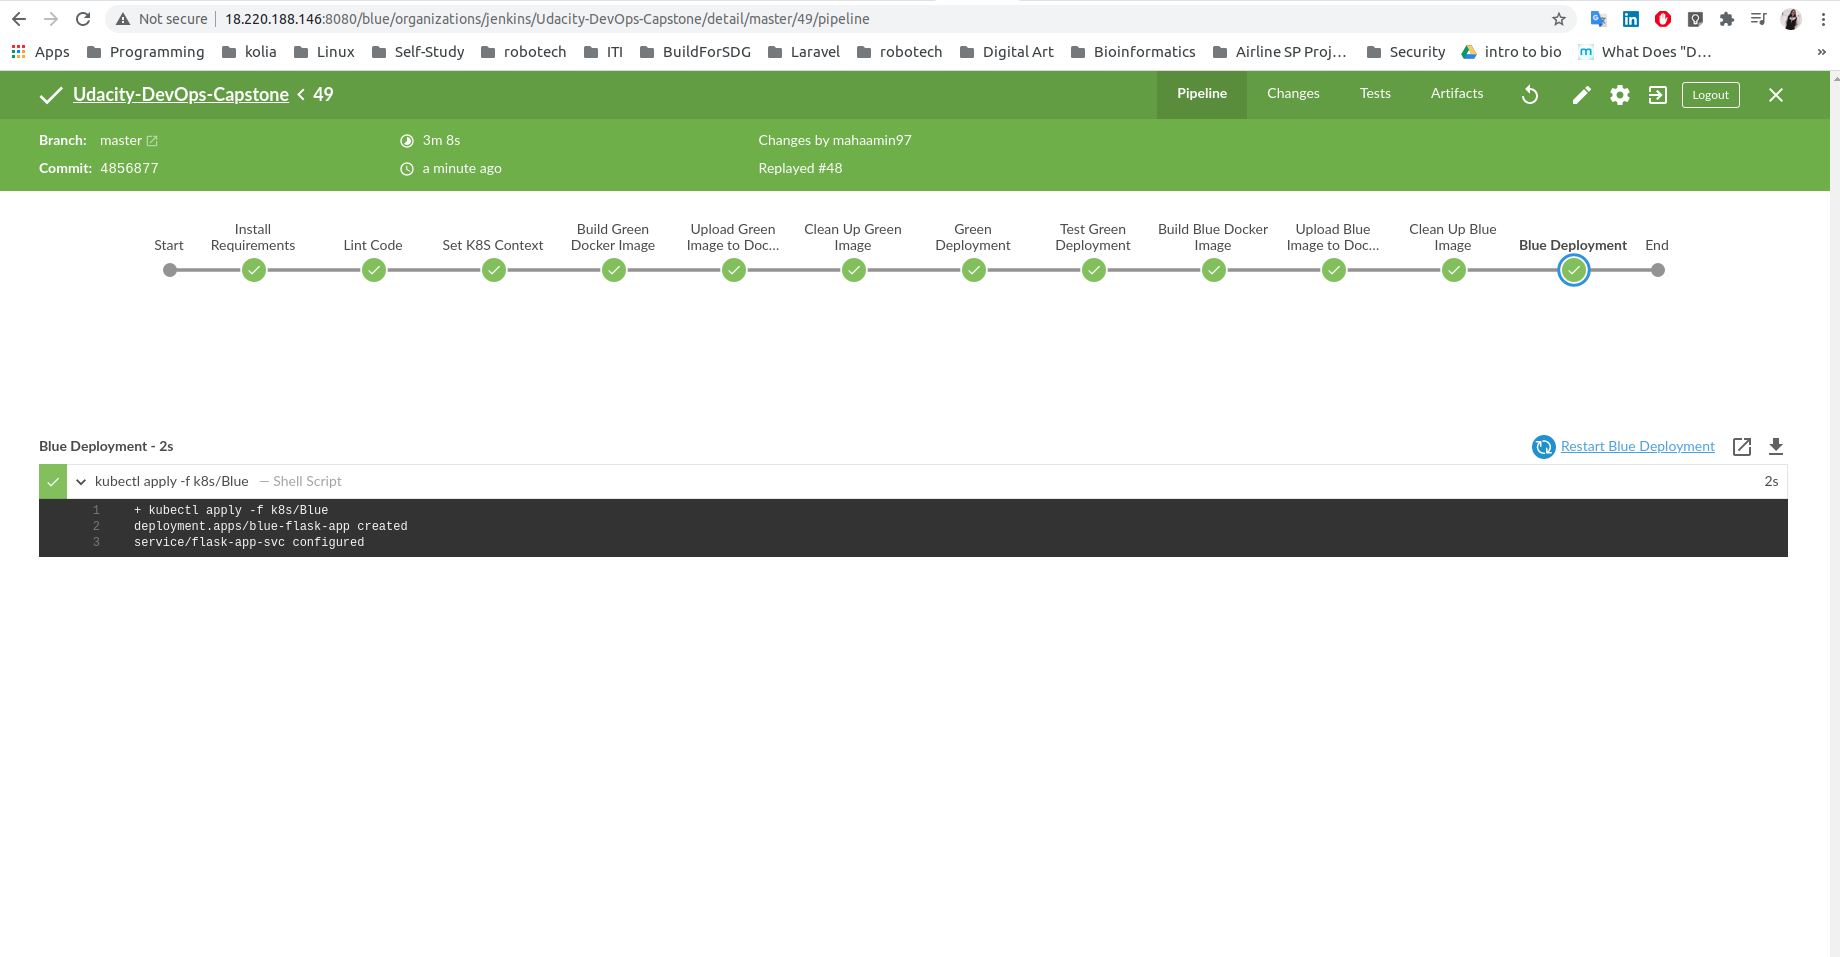 Not secure 18.220.188.146:8080/blue/organizations/jenkins/Udacity-DevOps-Capstone/detail/master/49/pipeline
Apps Programming kolia Linux Self-Study robotech ITI BuildForSDG Laravel robotech Digital Art Bioinformatics Airline SP Proj... Security intro to bio What Does "D... »
Udacity-DevOps-Capstone < 49 Pipeline Changes Tests Artifacts Logout
Branch: master 3m 8s Changes by mahaamin97
Commit: 4856877 a minute ago Replayed #48
Start
Install
Requirements
Lint Code
Set K8S Context
Build Green
Docker Image
Upload Green
Image to Doc...
Clean Up Green
Image
Green
Deployment
Test Green
Deployment
Build Blue Docker
Image
Upload Blue
Image to Doc...
Clean Up Blue
Image
Blue Deployment
End
Blue Deployment - 2s Restart Blue Deployment
kubectl apply -f k8s/Blue — Shell Script 2s
1 + kubectl apply -f k8s/Blue
2 deployment.apps/blue-flask-app created
3 service/flask-app-svc configured